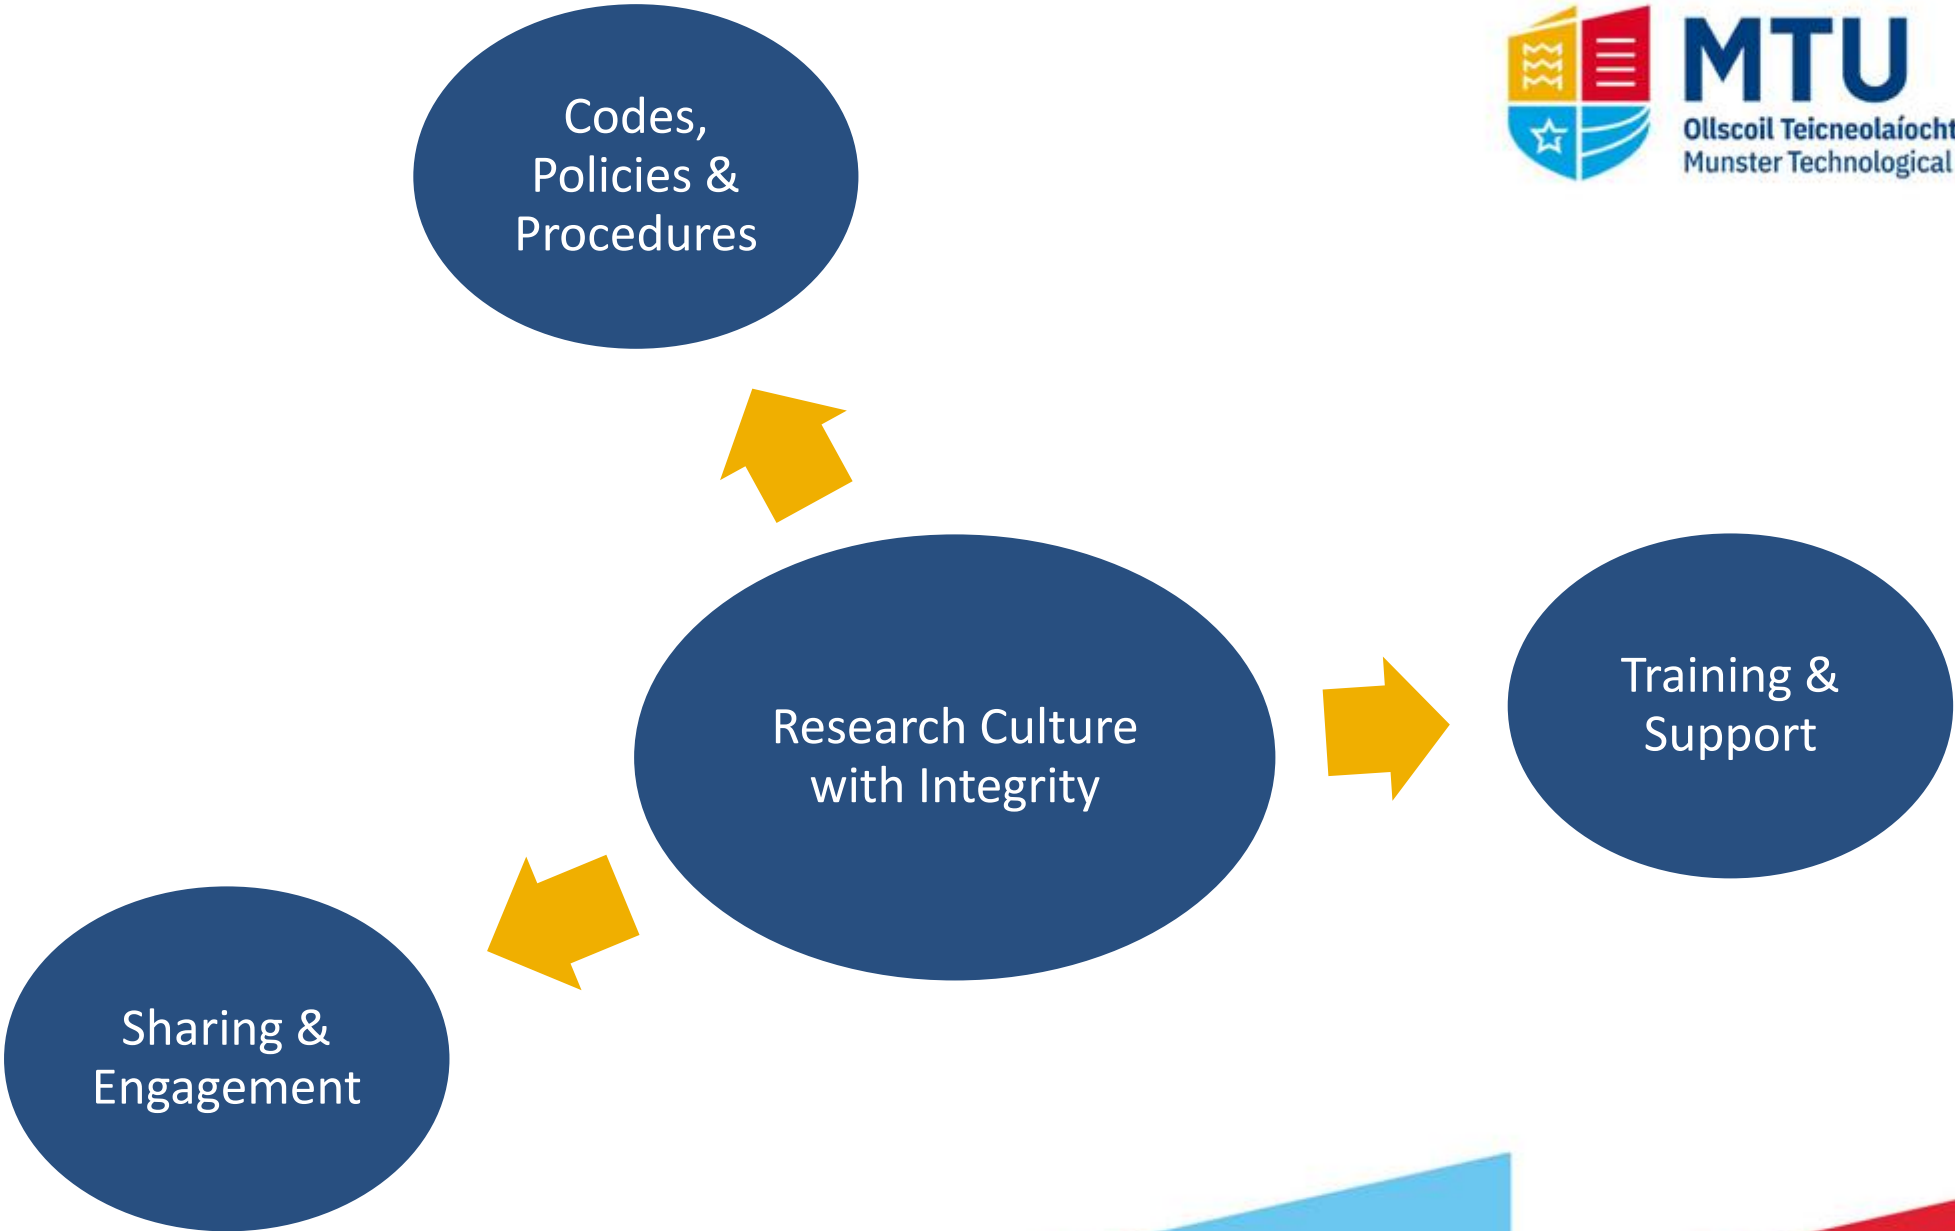 Codes,
Policies &
Procedures
MTU
Ollscoil Teicneolaíocht
Munster Technological
Research Culture
with Integrity
Training &
Support
Sharing &
Engagement